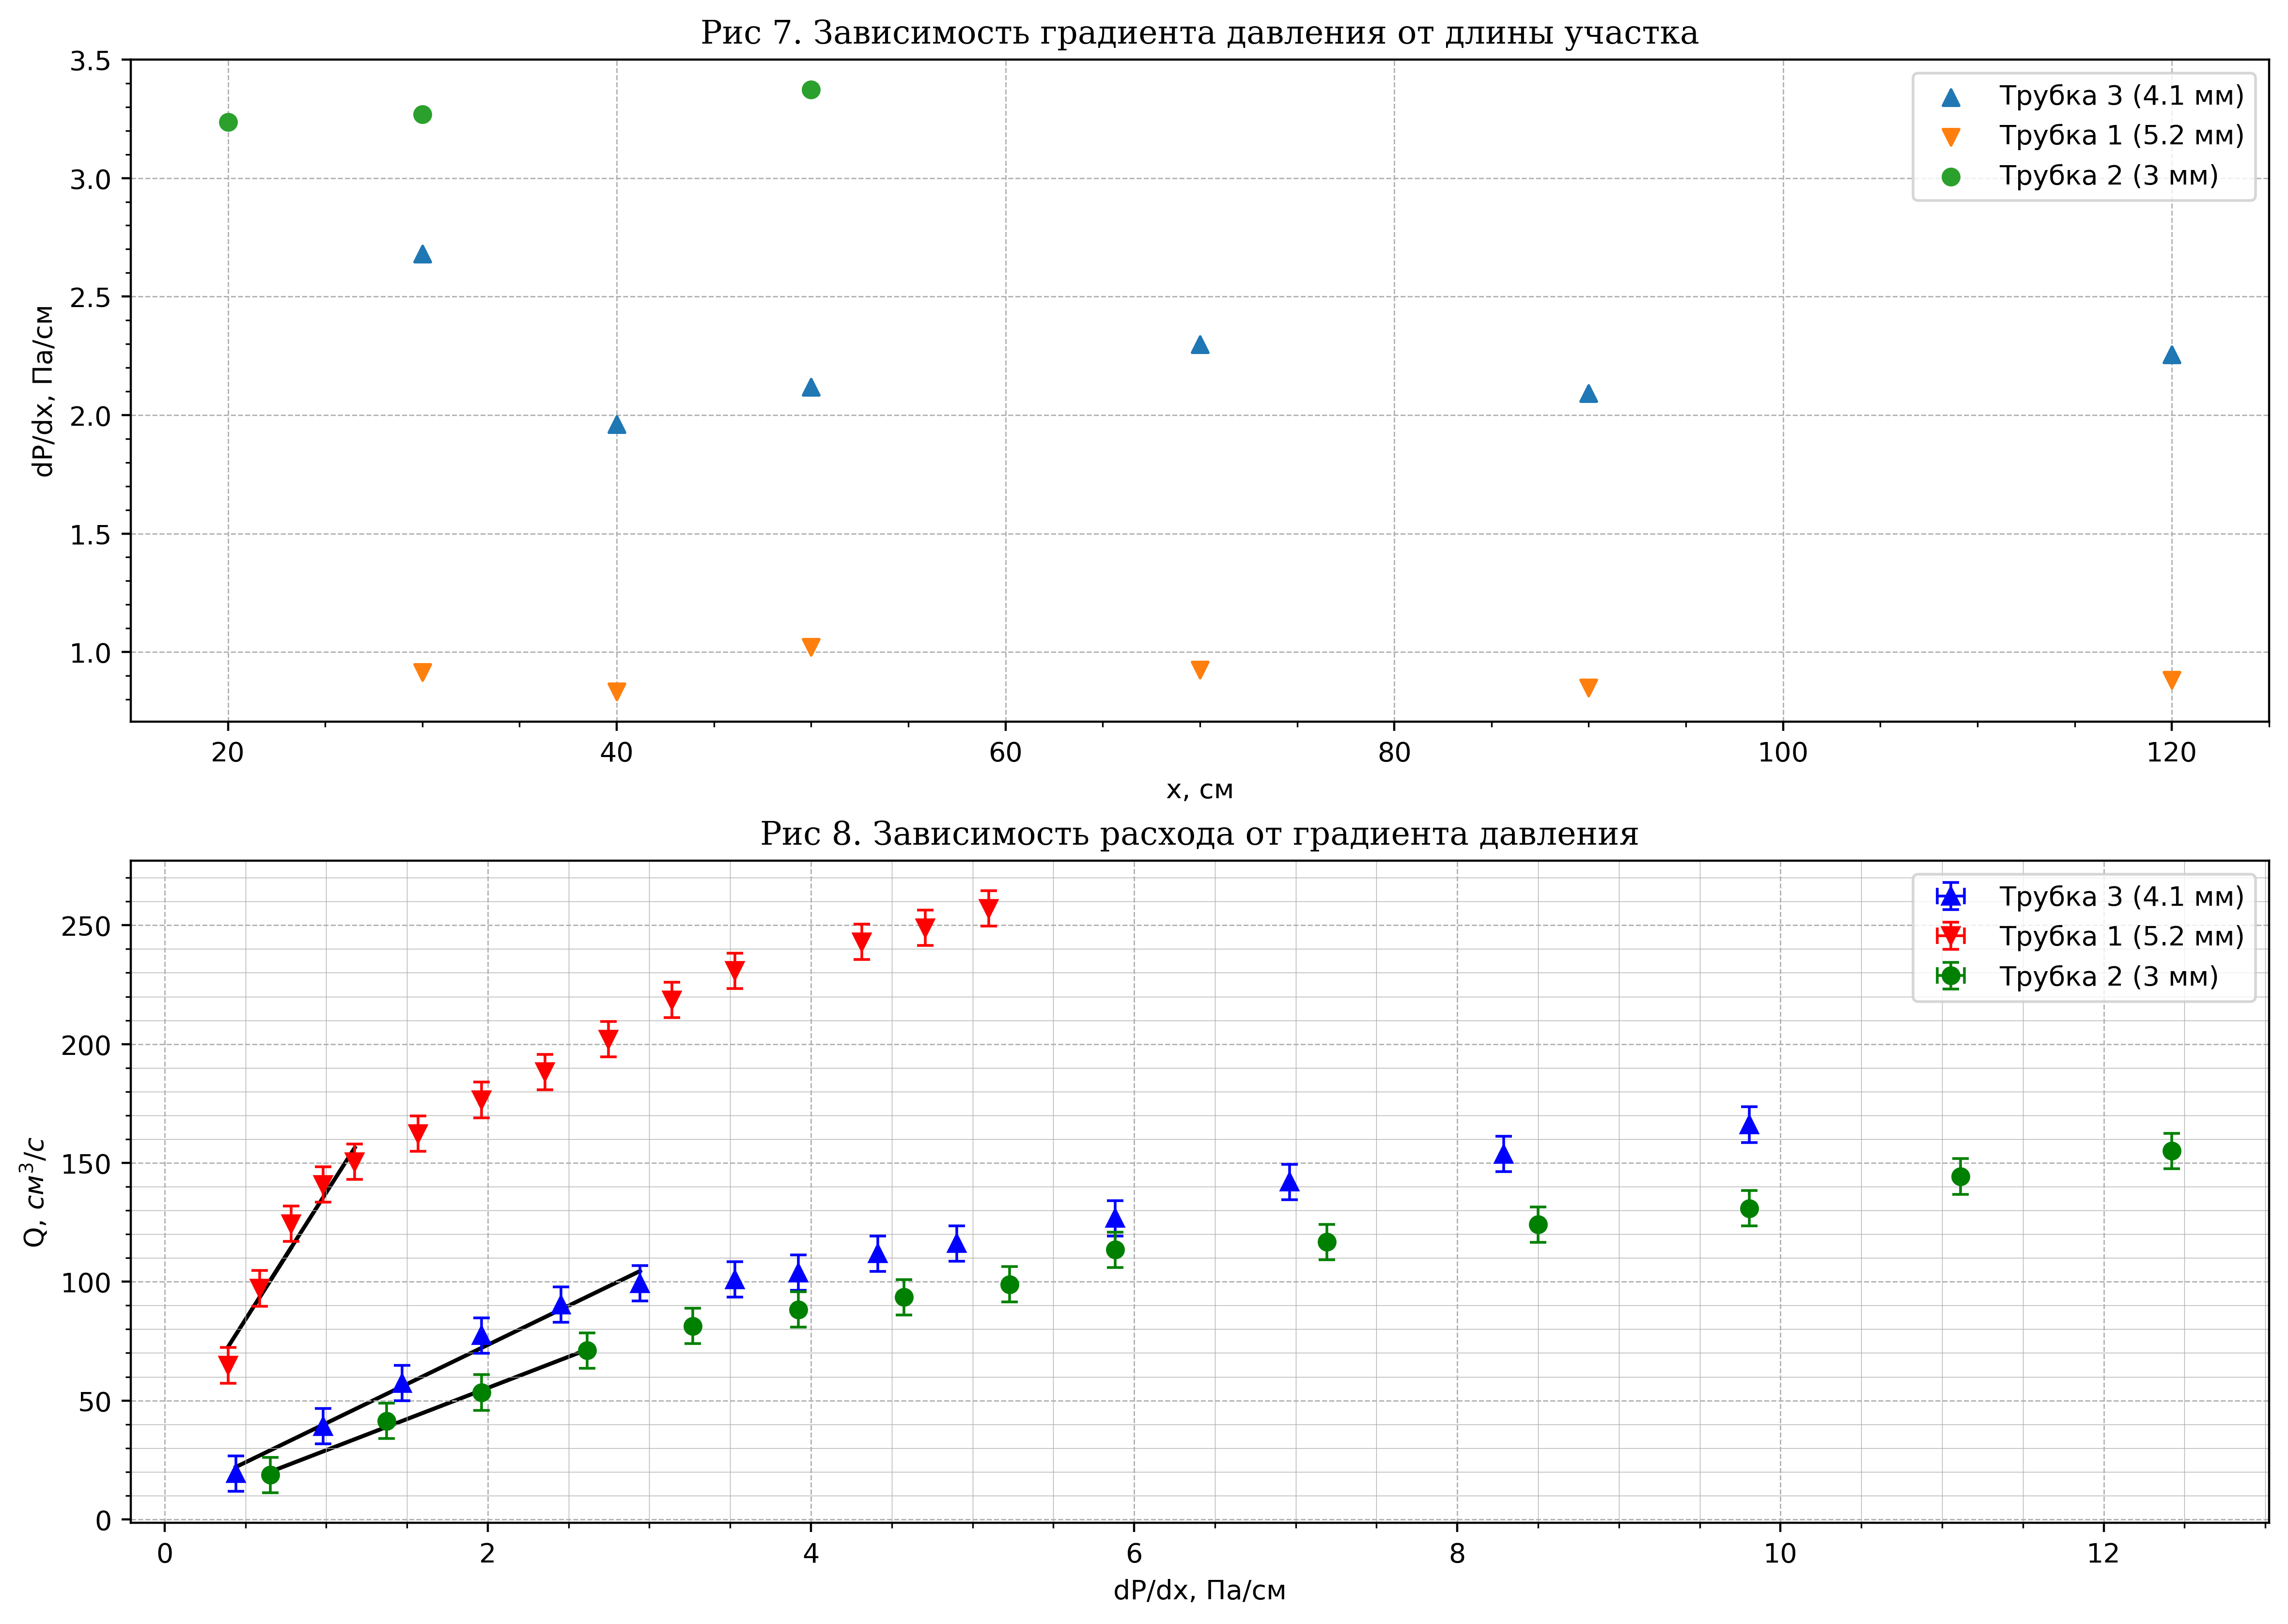 Рис 7. Зависимость градиента давления от длины участка
3.5
3.0
2.5
2.0
1.5
1.0
dP/dx, Па/см
Трубка 3 (4.1 мм)
Трубка 1 (5.2 мм)
Трубка 2 (3 мм)
20 40 60 80 100 120
x, см
Рис 8. Зависимость расхода от градиента давления
250
200
150
100
50
0
Q, см³/с
Трубка 3 (4.1 мм)
Трубка 1 (5.2 мм)
Трубка 2 (3 мм)
0 2 4 6 8 10 12
dP/dx, Па/см